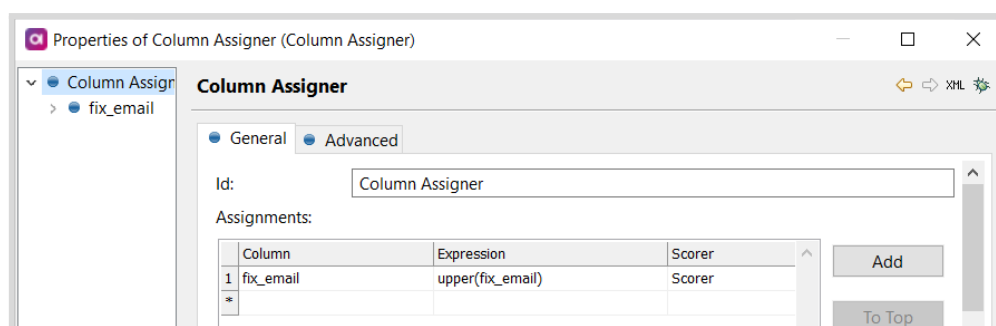 Properties of Column Assigner (Column Assigner)
Column Assign
fix_email
Column Assigner
XML
General
Advanced
Id:
Column Assigner
Assignments:
Column Expression Scorer
1 fix_email upper(fix_email) Scorer
*
Add
To Top